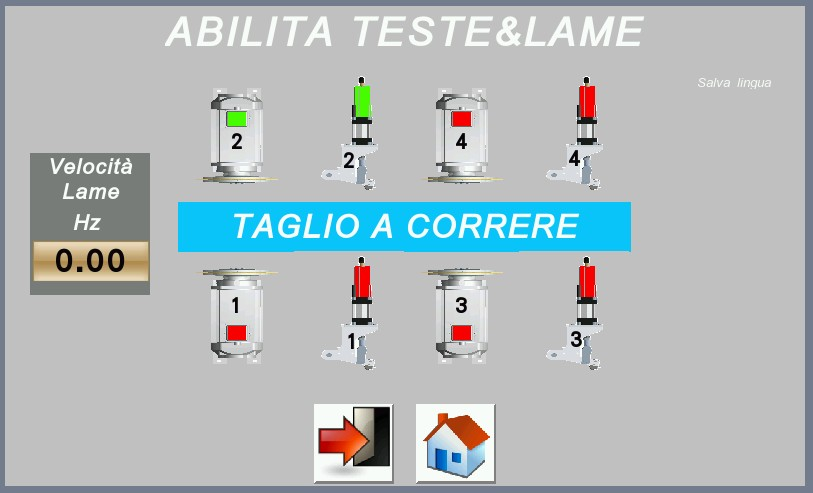 ABILITA TESTE&LAME
Salva lingua
2
2
4
4
Velocità
Lame
Hz
0.00
TAGLIO A CORRERE
1
1
3
3